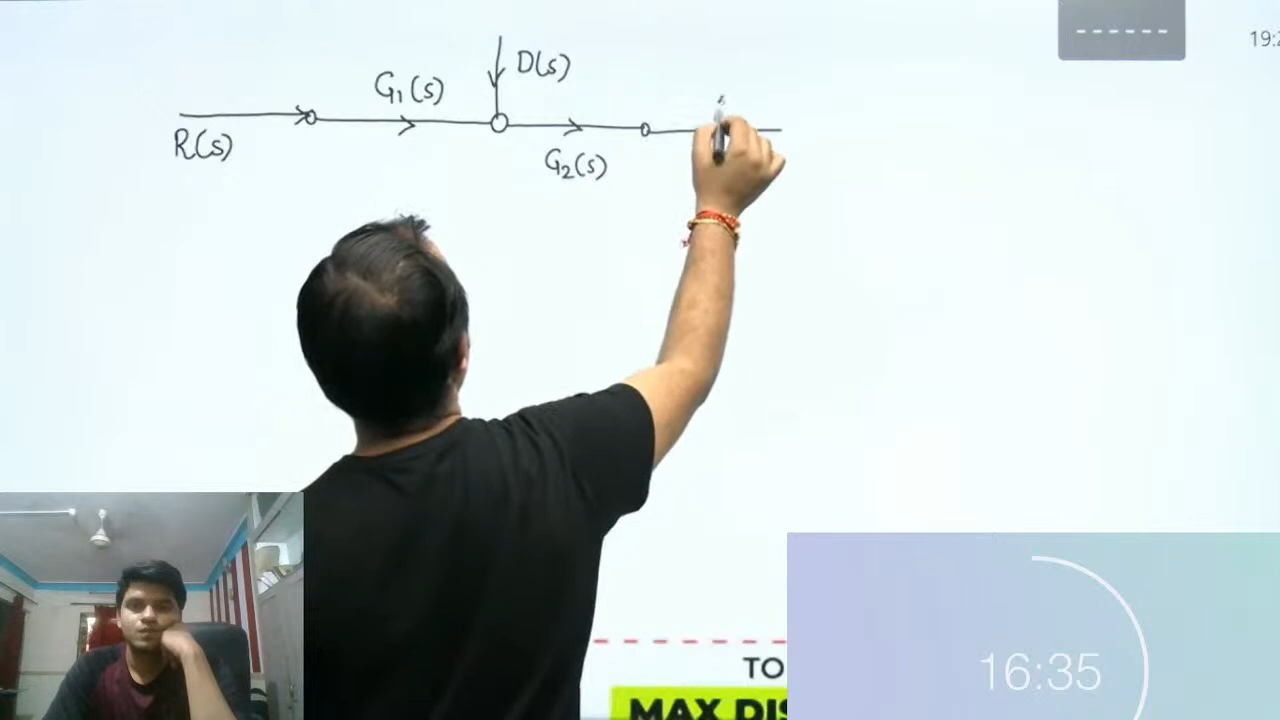 19:2
D(s)
G₁(s)
R(s)
G₂(s)
TO
MAX DIS
16:35